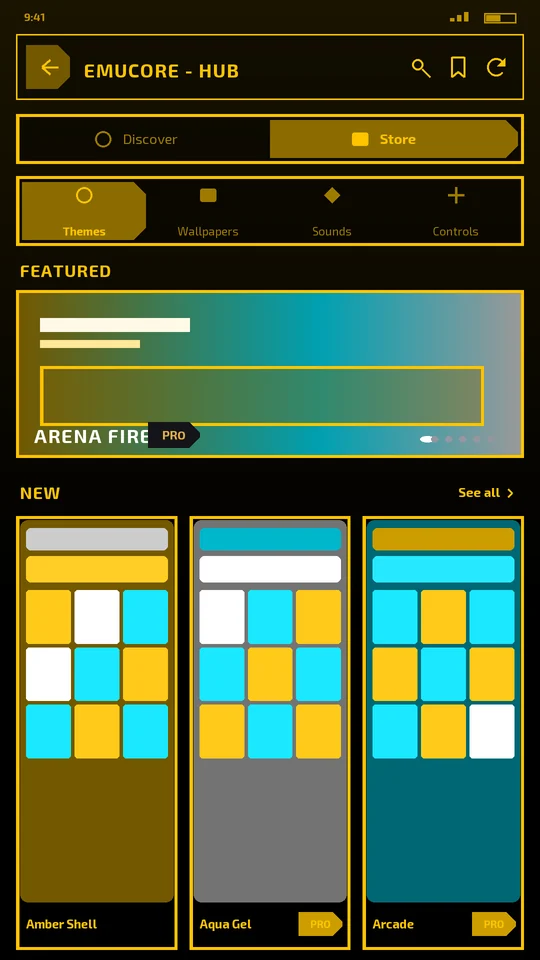 9:41
EMUCORE - HUB
Discover
Store
Themes
Wallpapers
Sounds
Controls
FEATURED
ARENA FIRE
PRO
NEW
See all
Amber Shell
Aqua Gel
PRO
Arcade
PRO